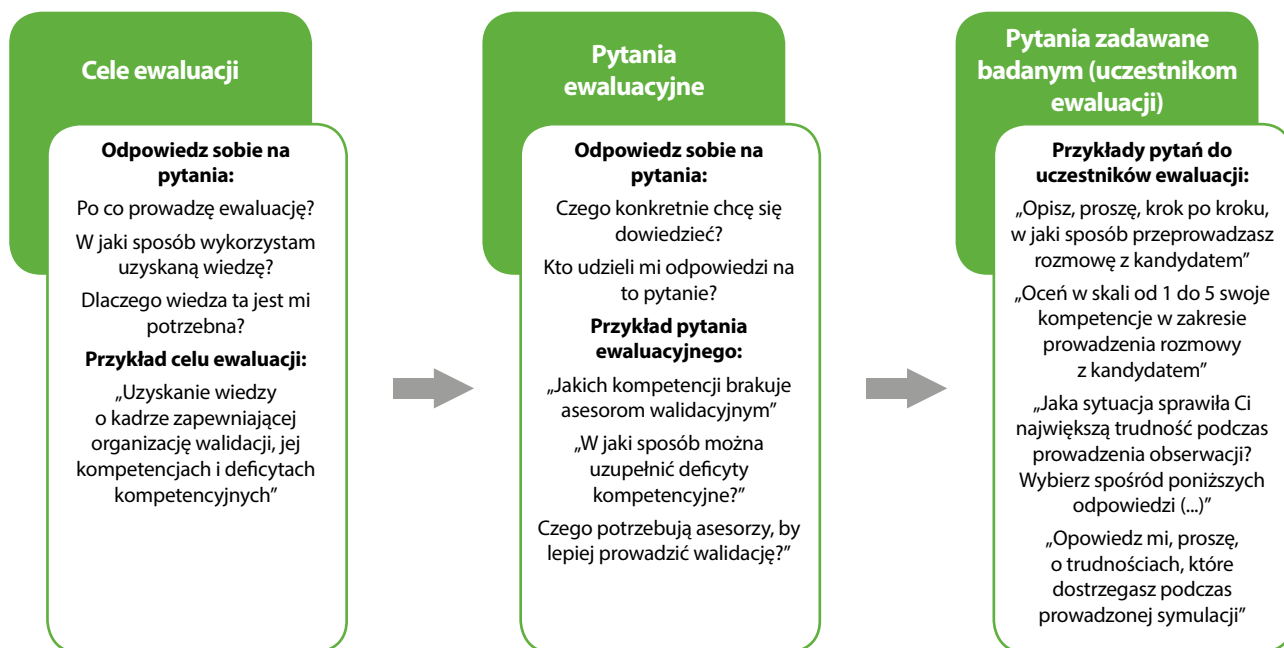 Cele ewaluacji
Odpowiedz sobie na
pytania:
Po co prowadzę ewaluację?
W jaki sposób wykorzystam
uzyskaną wiedzę?
Dlaczego wiedza ta jest mi
potrzebna?
Przykład celu ewaluacji:
„Uzyskanie wiedzy
o kadrze zapewniającej
organizację walidacji, jej
kompetencjach i deficytach
kompetencyjnych”
Pytania
ewaluacyjne
Odpowiedz sobie na
pytania:
Czego konkretnie chcę się
dowiedzieć?
Kto udzieli mi odpowiedzi na
to pytanie?
Przykład pytania
ewaluacyjnego:
„Jakich kompetencji brakuje
asesorom walidacyjnym”
„W jaki sposób można
uzupełnić deficyty
kompetencyjne?”
Czego potrzebują asesorzy, by
lepiej prowadzić walidację?”
Pytania zadawane
badanym (uczestnikom
ewaluacji)
Przykłady pytań do
uczestników ewaluacji:
„Opisz, proszę, krok po kroku,
w jaki sposób przeprowadzasz
rozmowę z kandydatem”
„Oceń w skali od 1 do 5 swoje
kompetencje w zakresie
prowadzenia rozmowy
z kandydatem”
„Jaka sytuacja sprawiła Ci
największą trudność podczas
prowadzenia obserwacji?
Wybierz spośród poniższych
odpowiedzi (...)”
„Opowiedz mi, proszę,
o trudnościach, które
dostrzegasz podczas
prowadzonej symulacji”